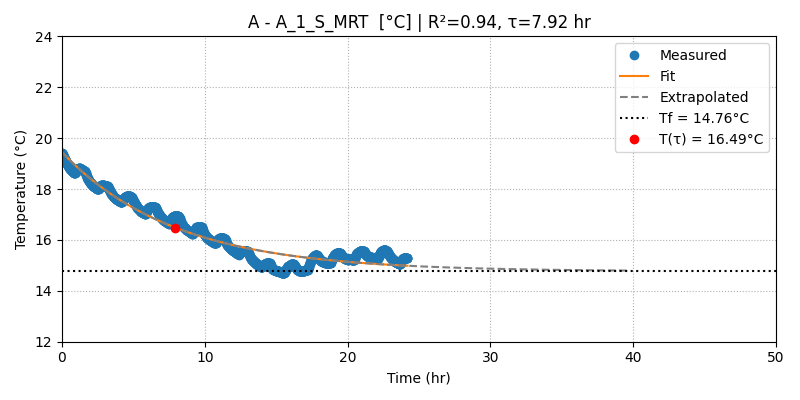 A - A_1_S_MRT  [°C] | R²=0.94, τ=7.92 hr
24
22
20
18
16
14
12
Temperature (°C)
Measured
Fit
Extrapolated
Tf = 14.76°C
T(τ) = 16.49°C
0
10
20
30
40
50
Time (hr)